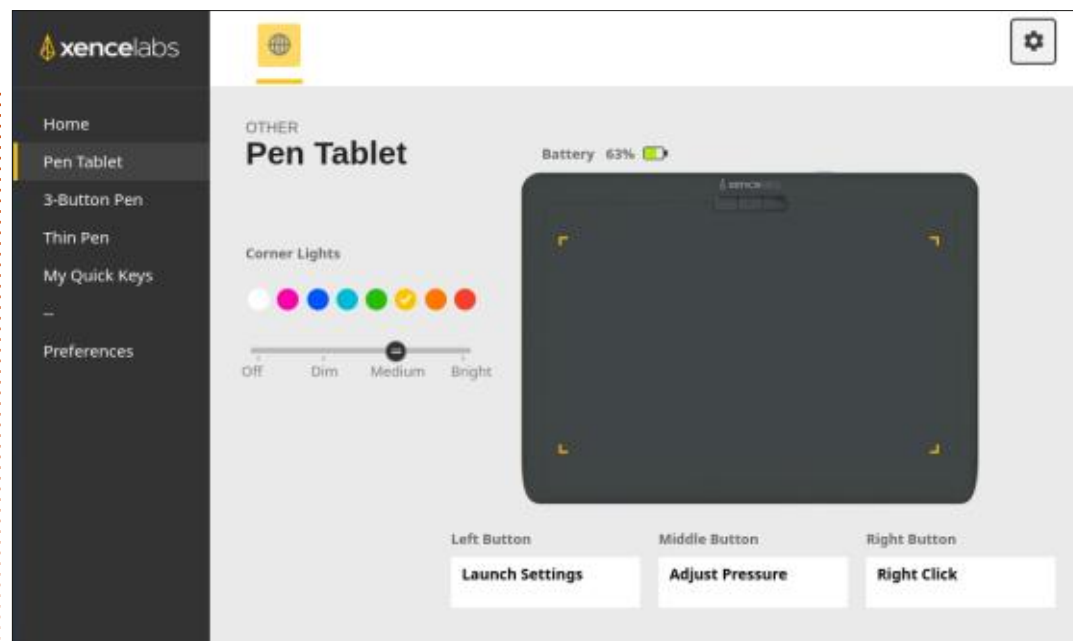 xencelabs
Home
Pen Tablet
3-Button Pen
Thin Pen
My Quick Keys
--
Preferences
OTHER
Pen Tablet
Battery 63%
xencelabs
Corner Lights
Off Dim Medium Bright
Left Button Middle Button Right Button
Launch Settings Adjust Pressure Right Click